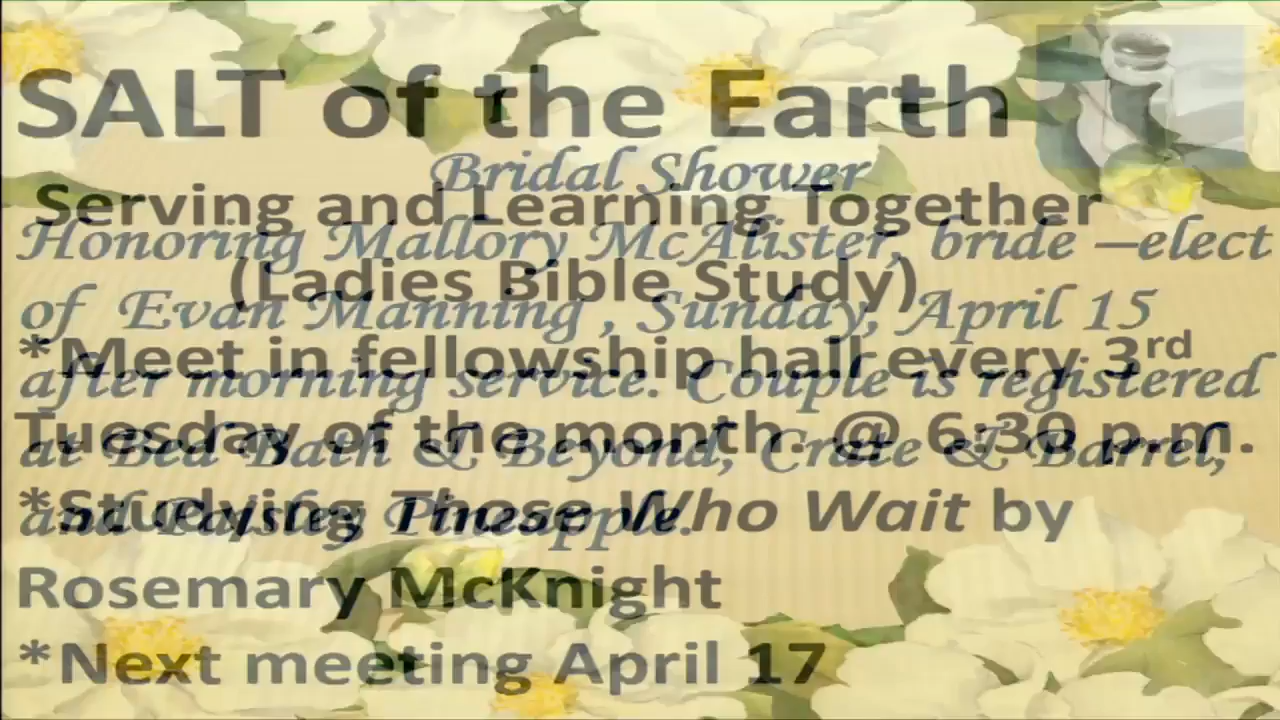 SALT of the Earth
Serving and Learning Together
(Ladies Bible Study)
*Meet in fellowship hall every 3rd
Tuesday of the month. @ 6:30 p.m.
*Studying Those Who Wait by
Rosemary McKnight
*Next meeting April 17
Bridal Shower
Honoring Mallory McAlister, bride –elect
of Evan Manning , Sunday, April 15
after morning service. Couple is registered
at Bed Bath & Beyond, Crate & Barrel,
and Paisley Pineapple.